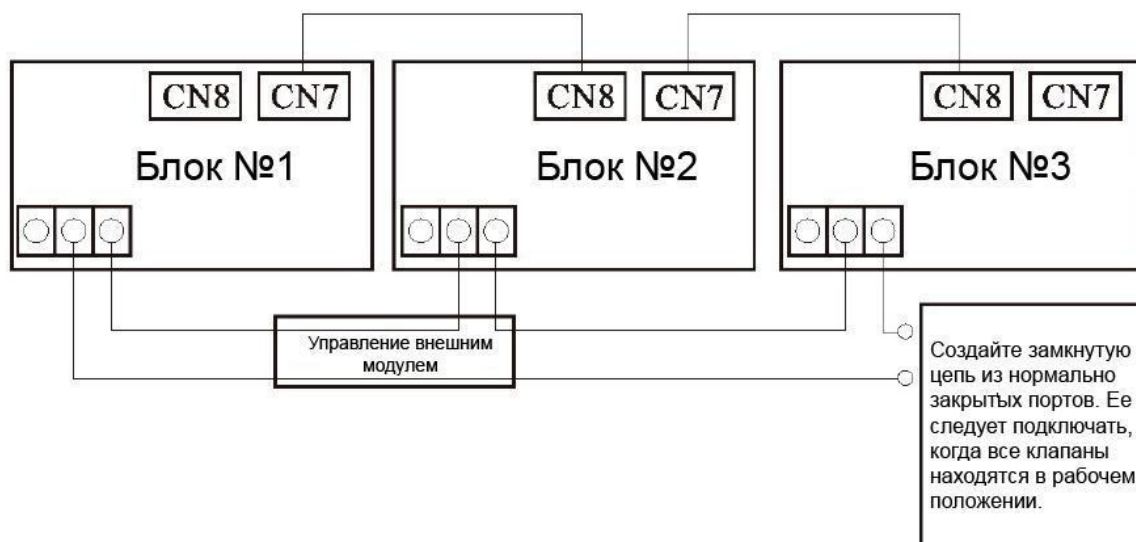 CN8 CN7 CN8 CN7 CN8 CN7
Блок №1 Блок №2 Блок №3
Управление внешним
модулем
Создайте замкнутую
цепь из нормально
закрытых портов. Ее
следует подключать,
когда все клапаны
находятся в рабочем
положении.